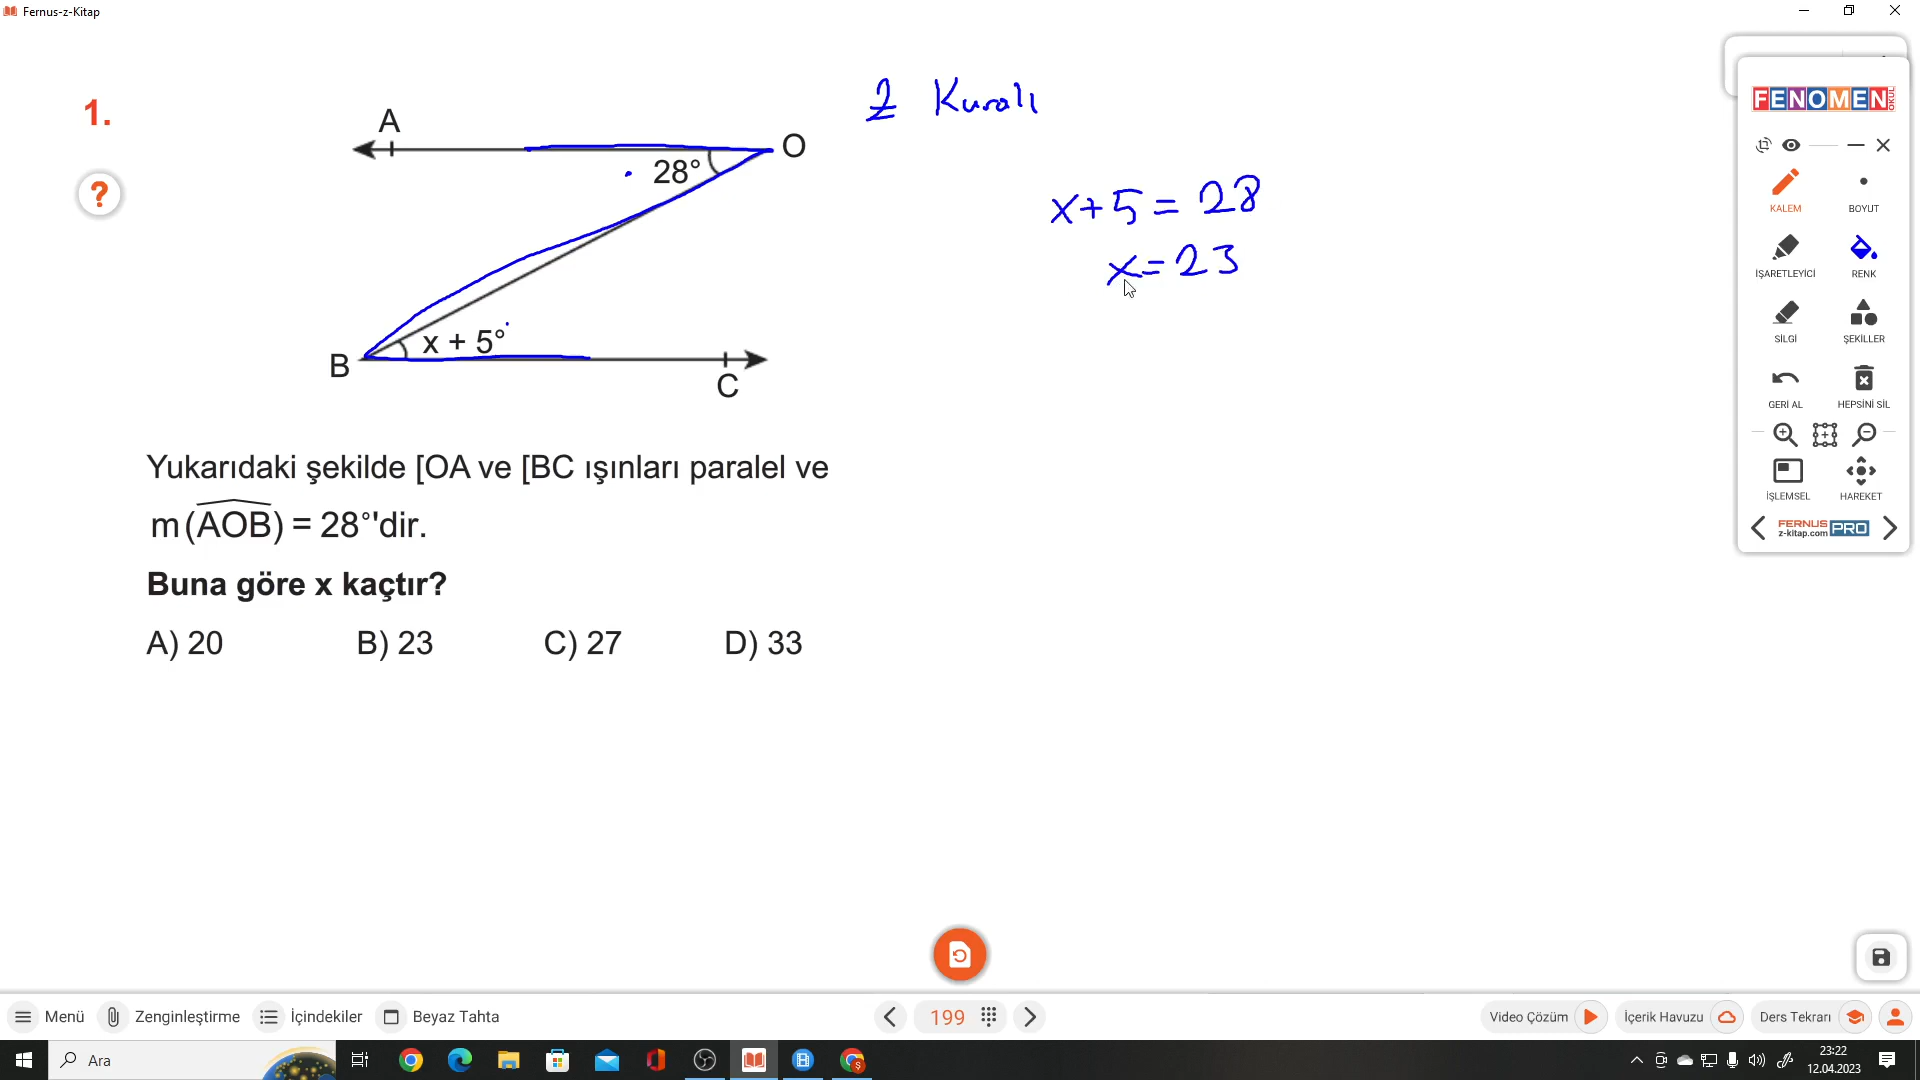 Fernus-z-Kitap
Z Kuralı
1.
A
O
28°
x+5=28
x=23
x + 5°
B
C
Yukarıdaki şekilde [OA ve [BC ışınları paralel ve
m(AOB) = 28°'dir.
Buna göre x kaçtır?
A) 20 B) 23 C) 27 D) 33
?
FENOMEN OKUL
KALEM BOYUT
İŞARETLEYİCİ RENK
SİLGİ ŞEKİLLER
GERİ AL HEPSİNİ SİL
İŞLEMSEL HAREKET
FERNUS z-kitap.com PRO
Menü Zenginleştirme İçindekiler Beyaz Tahta 199 Video Çözüm İçerik Havuzu Ders Tekrarı
Ara
23:22
12.04.2023